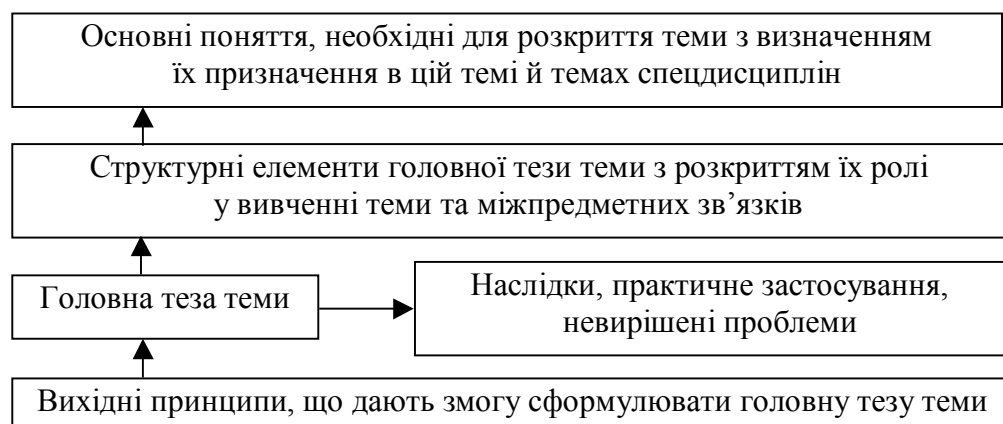 Основні поняття, необхідні для розкриття теми з визначенням
їх призначення в цій темі й темах спецдисциплін
Структурні елементи головної тези теми з розкриттям їх ролі
у вивченні теми та міжпредметних зв’язків
Головна теза теми
Наслідки, практичне застосування,
невирішені проблеми
Вихідні принципи, що дають змогу сформулювати головну тезу теми